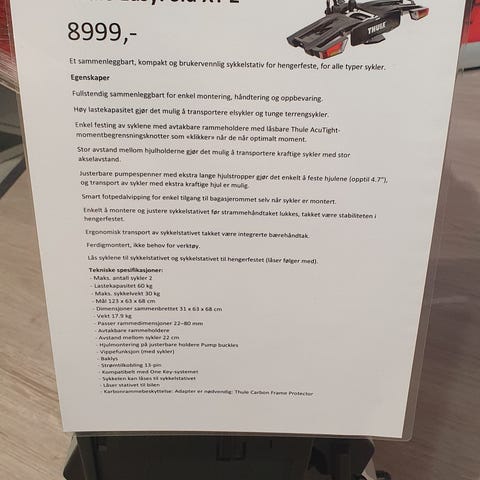 8999,-
THULE
Et sammenleggbart, kompakt og brukervennlig sykkelstativ for hengerfeste, for alle typer sykler.
Egenskaper
Fullstendig sammenleggbart for enkel montering, håndtering og oppbevaring.
Høy lastekapasitet gjør det mulig å transportere elsykler og tunge terrengsykler.
Enkel festing av syklene med avtakbare rammeholdere med låsbare Thule AcuTight-
momentbegrensningsknotter som «klikker» når de når optimalt moment.
Stor avstand mellom hjulholderne gjør det mulig å transportere kraftige sykler med stor
akselavstand.
Justerbare pumpespenner med ekstra lange hjulstropper gjør det enkelt å feste hjulene (opptil 4.7"),
og transport av sykler med ekstra kraftige hjul er mulig.
Smart fotpedalvipping for enkel tilgang til bagasjerommet selv når sykler er montert.
Enkelt å montere og justere sykkelstativet før strammehåndtaket lukkes, takket være stabiliteten i
hengerfestet.
Ergonomisk transport av sykkelstativet takket være integrerte bærehåndtak.
Ferdigmontert, ikke behov for verktøy.
Lås syklene til sykkelstativet og sykkelstativet til hengerfestet (låser følger med).
Tekniske spesifikasjoner:
- Maks. antall sykler 2
- Lastekapasitet 60 kg
- Maks. sykkelvekt 30 kg
- Mål 123 x 63 x 68 cm
- Dimensjoner sammenbrettet 31 x 63 x 68 cm
- Vekt 17.9 kg
- Passer rammedimensjoner 22–80 mm
- Avtakbare rammeholdere
- Avstand mellom sykler 22 cm
- Hjulmontering på justerbare holdere Pump buckles
- Vippefunksjon (med sykler)
- Baklys
- Strømtilkobling 13-pin
- Kompatibelt med One Key-systemet
- Sykkelen kan låses til sykkelstativet
- Låser stativet til bilen
- Karbonrammebeskyttelse: Adapter er nødvendig: Thule Carbon Frame Protector